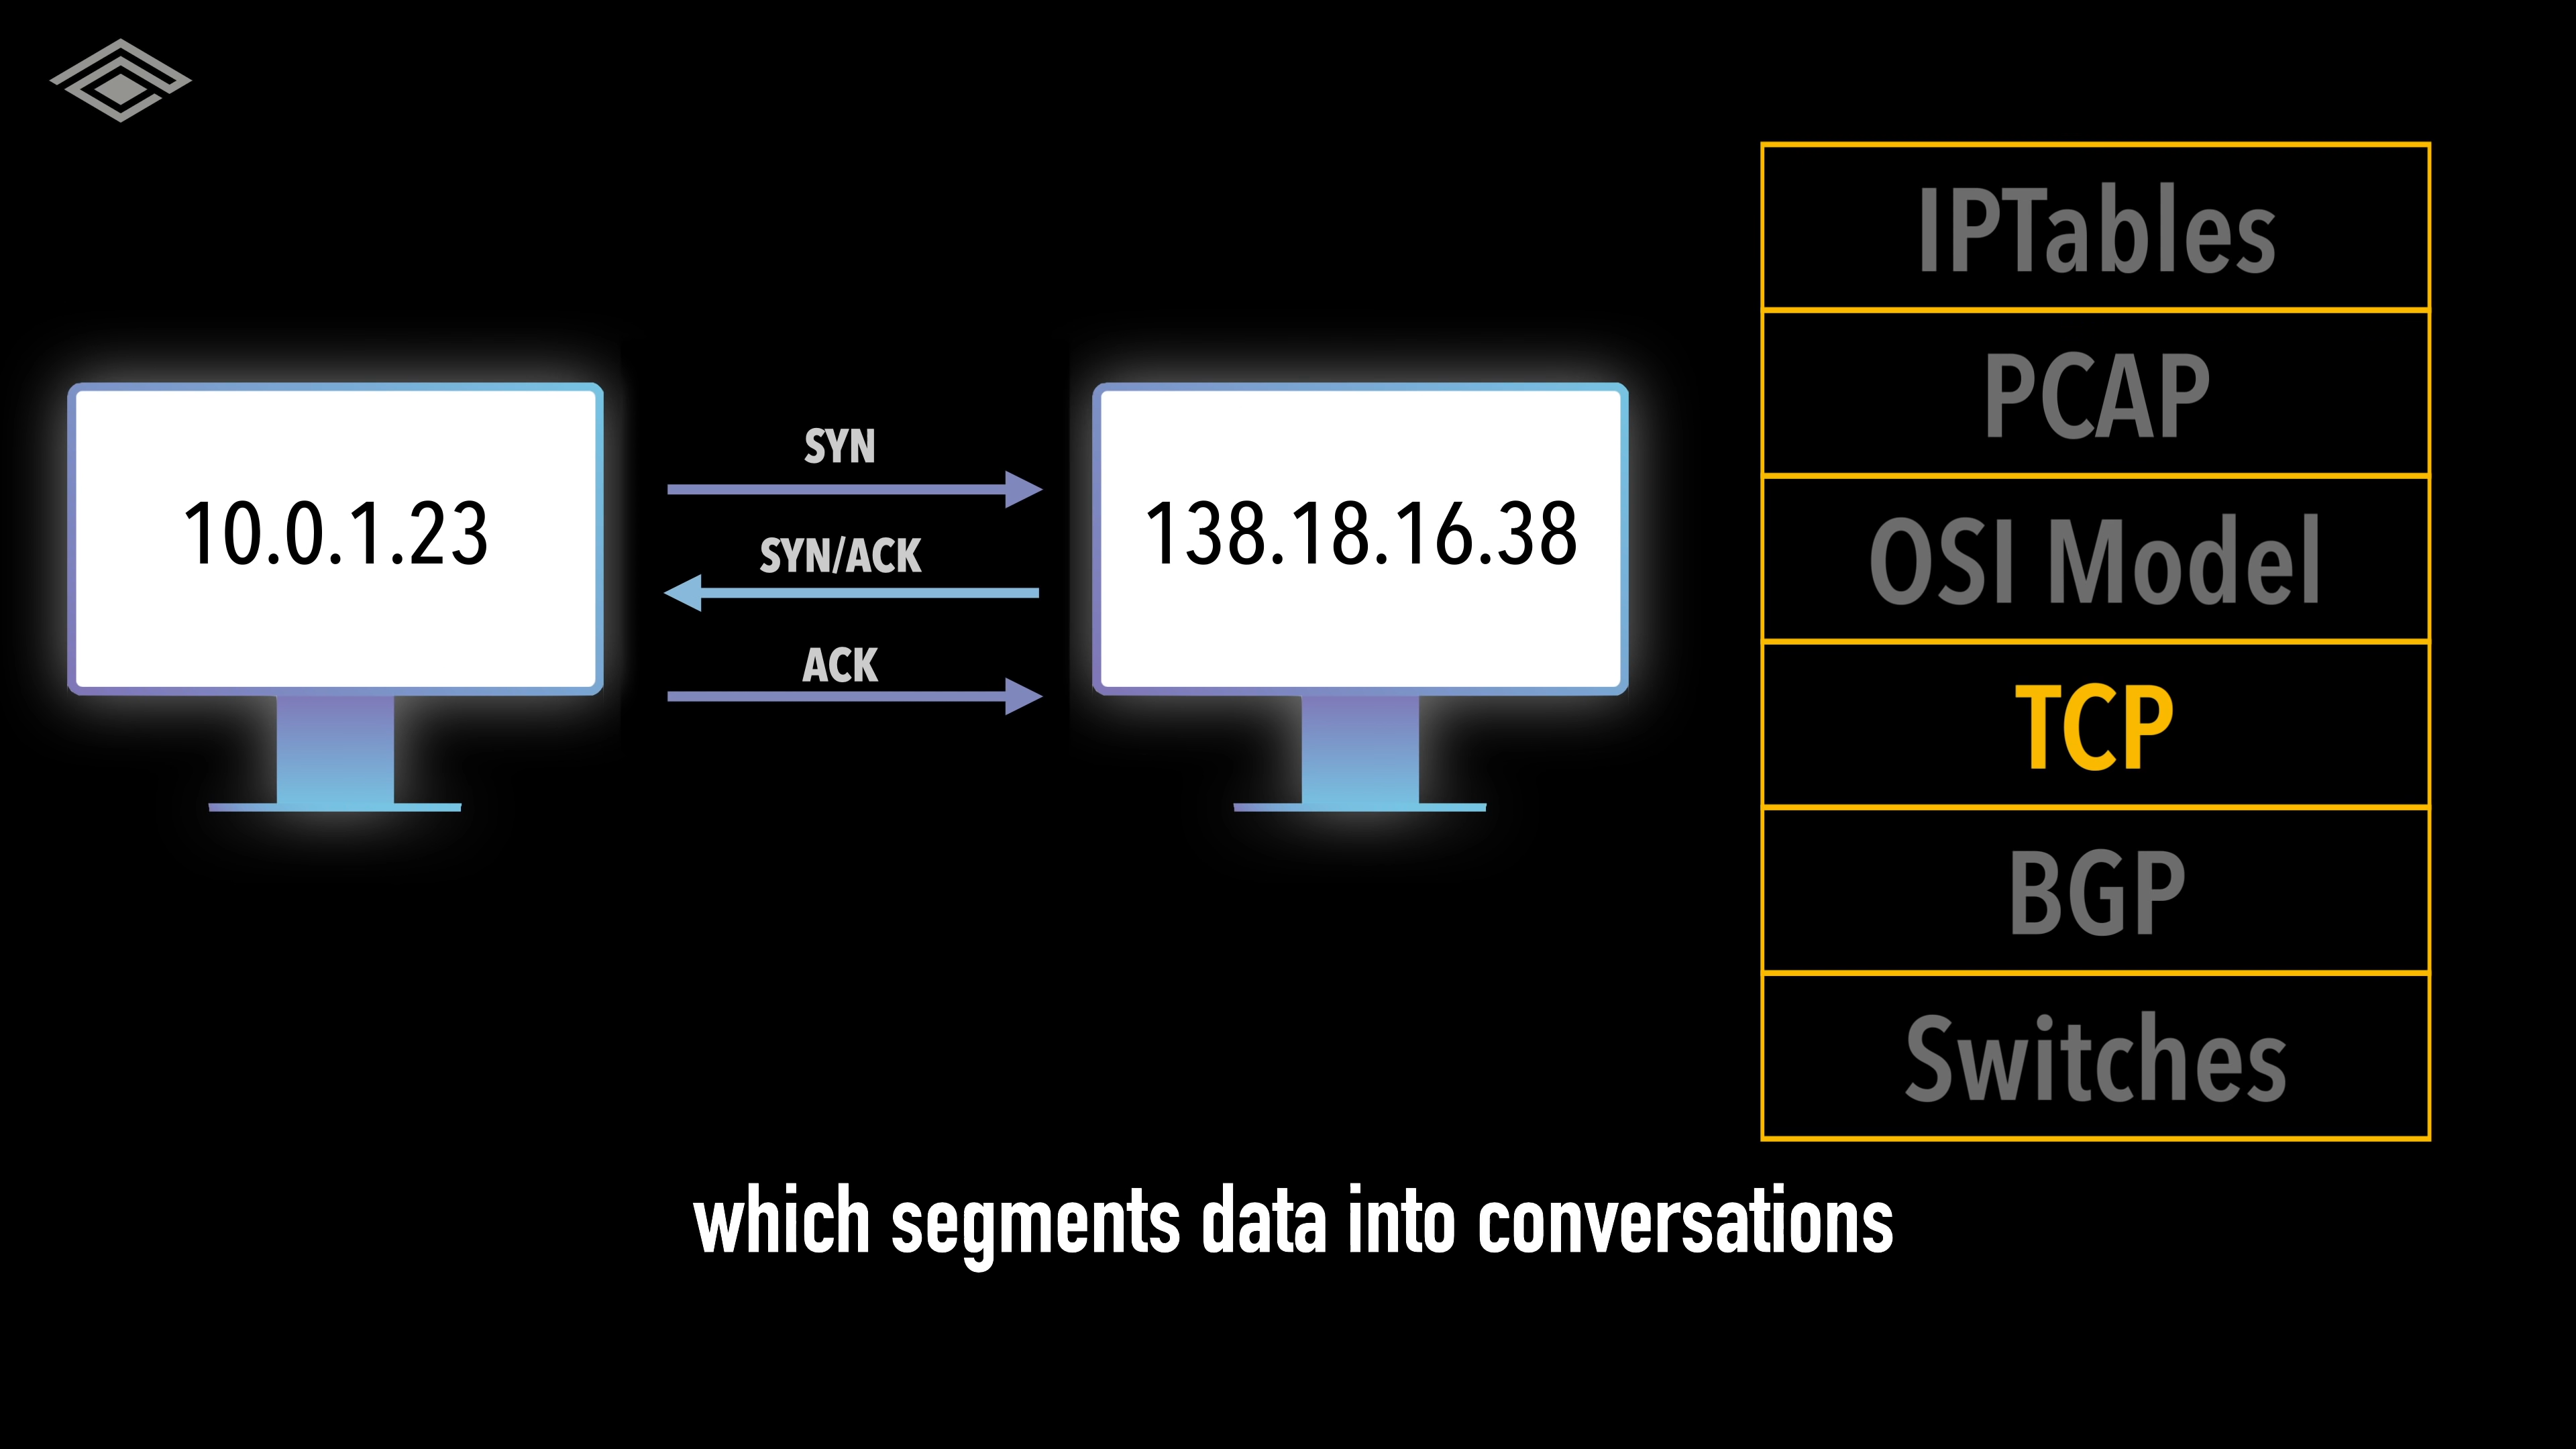 10.0.1.23
SYN
SYN/ACK
ACK
138.18.16.38
IPTables
PCAP
OSI Model
TCP
BGP
Switches
which segments data into conversations